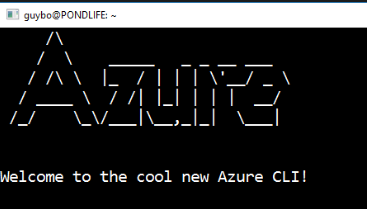 guybo@PONDLIFE: ~
Azure
Welcome to the cool new Azure CLI!